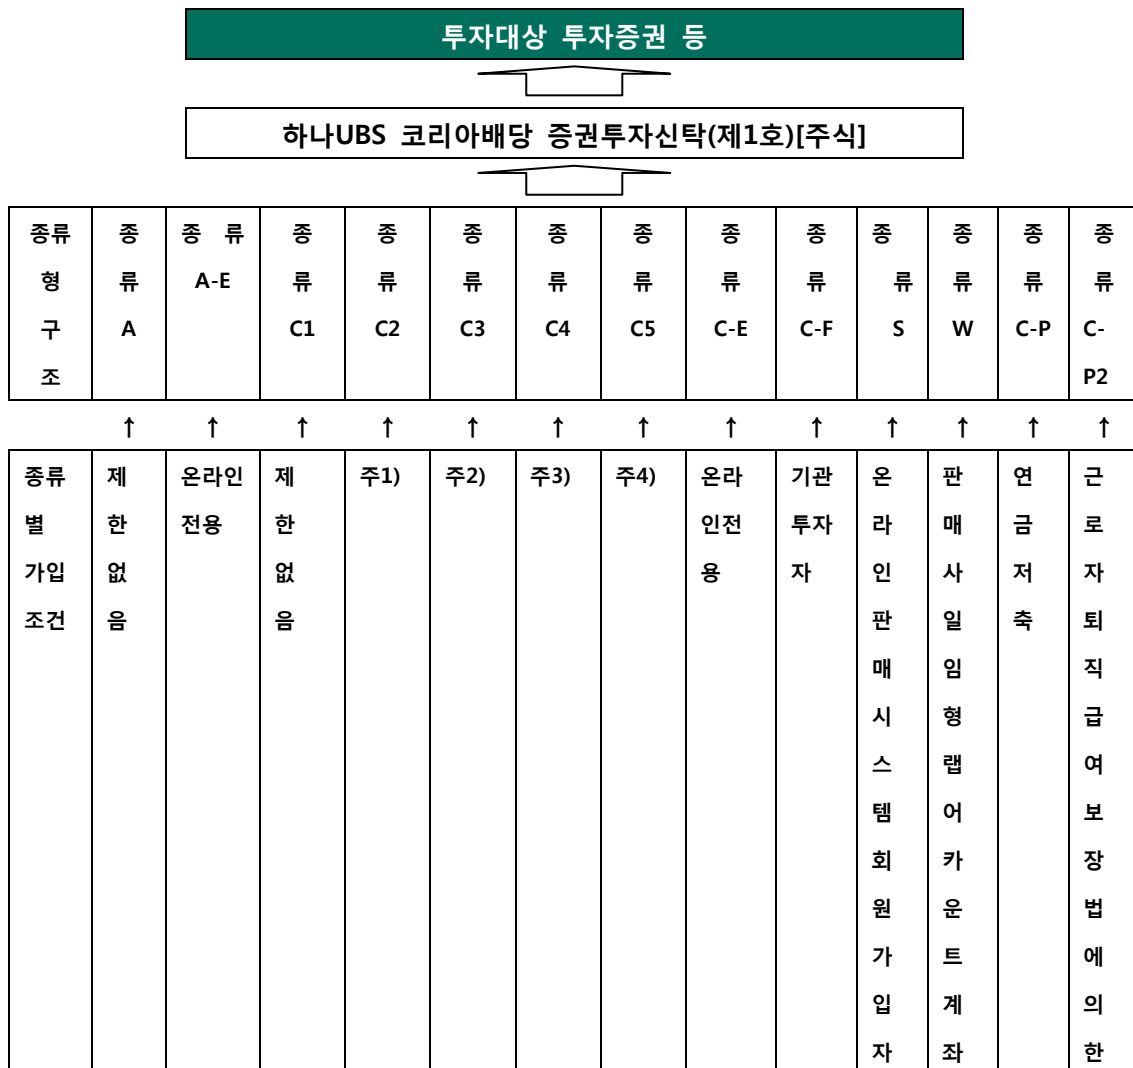 투자대상 투자증권 등
하나UBS 코리아배당 증권투자신탁(제1호)[주식]
종류
형
구
조
종
류
A
종 류
A-E
종
류
C1
종
류
C2
종
류
C3
종
류
C4
종
류
C5
종
류
C-E
종
류
C-F
종
류
S
종
류
W
종
류
C-P
종
류
C-
P2
↑ ↑ ↑ ↑ ↑ ↑ ↑ ↑ ↑ ↑ ↑ ↑ ↑
종류
별
가입
조건
제
한
없
음
온라인
전용
제
한
없
음
주1)
주2)
주3)
주4)
온라
인전
용
기관
투자
자
온
라
인
판
매
시
스
템
회
원
가
입
자
판
매
사
일
임
형
랩
어
카
운
트
계
좌
연
금
저
축
근
로
자
퇴
직
급
여
보
장
법
에
의
한